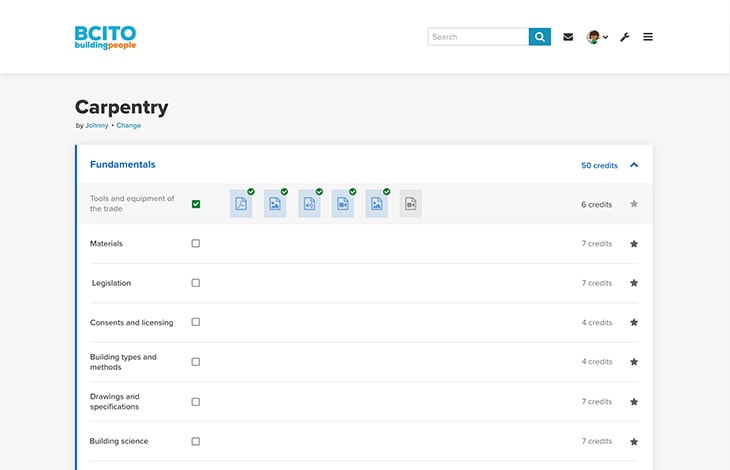 BCITO
buildingpeople
Search
Carpentry
by Johnny • Change
Fundamentals
50 credits
Tools and equipment of
the trade
6 credits
Materials
7 credits
Legislation
7 credits
Consents and licensing
4 credits
Building types and
methods
4 credits
Drawings and
specifications
7 credits
Building science
7 credits